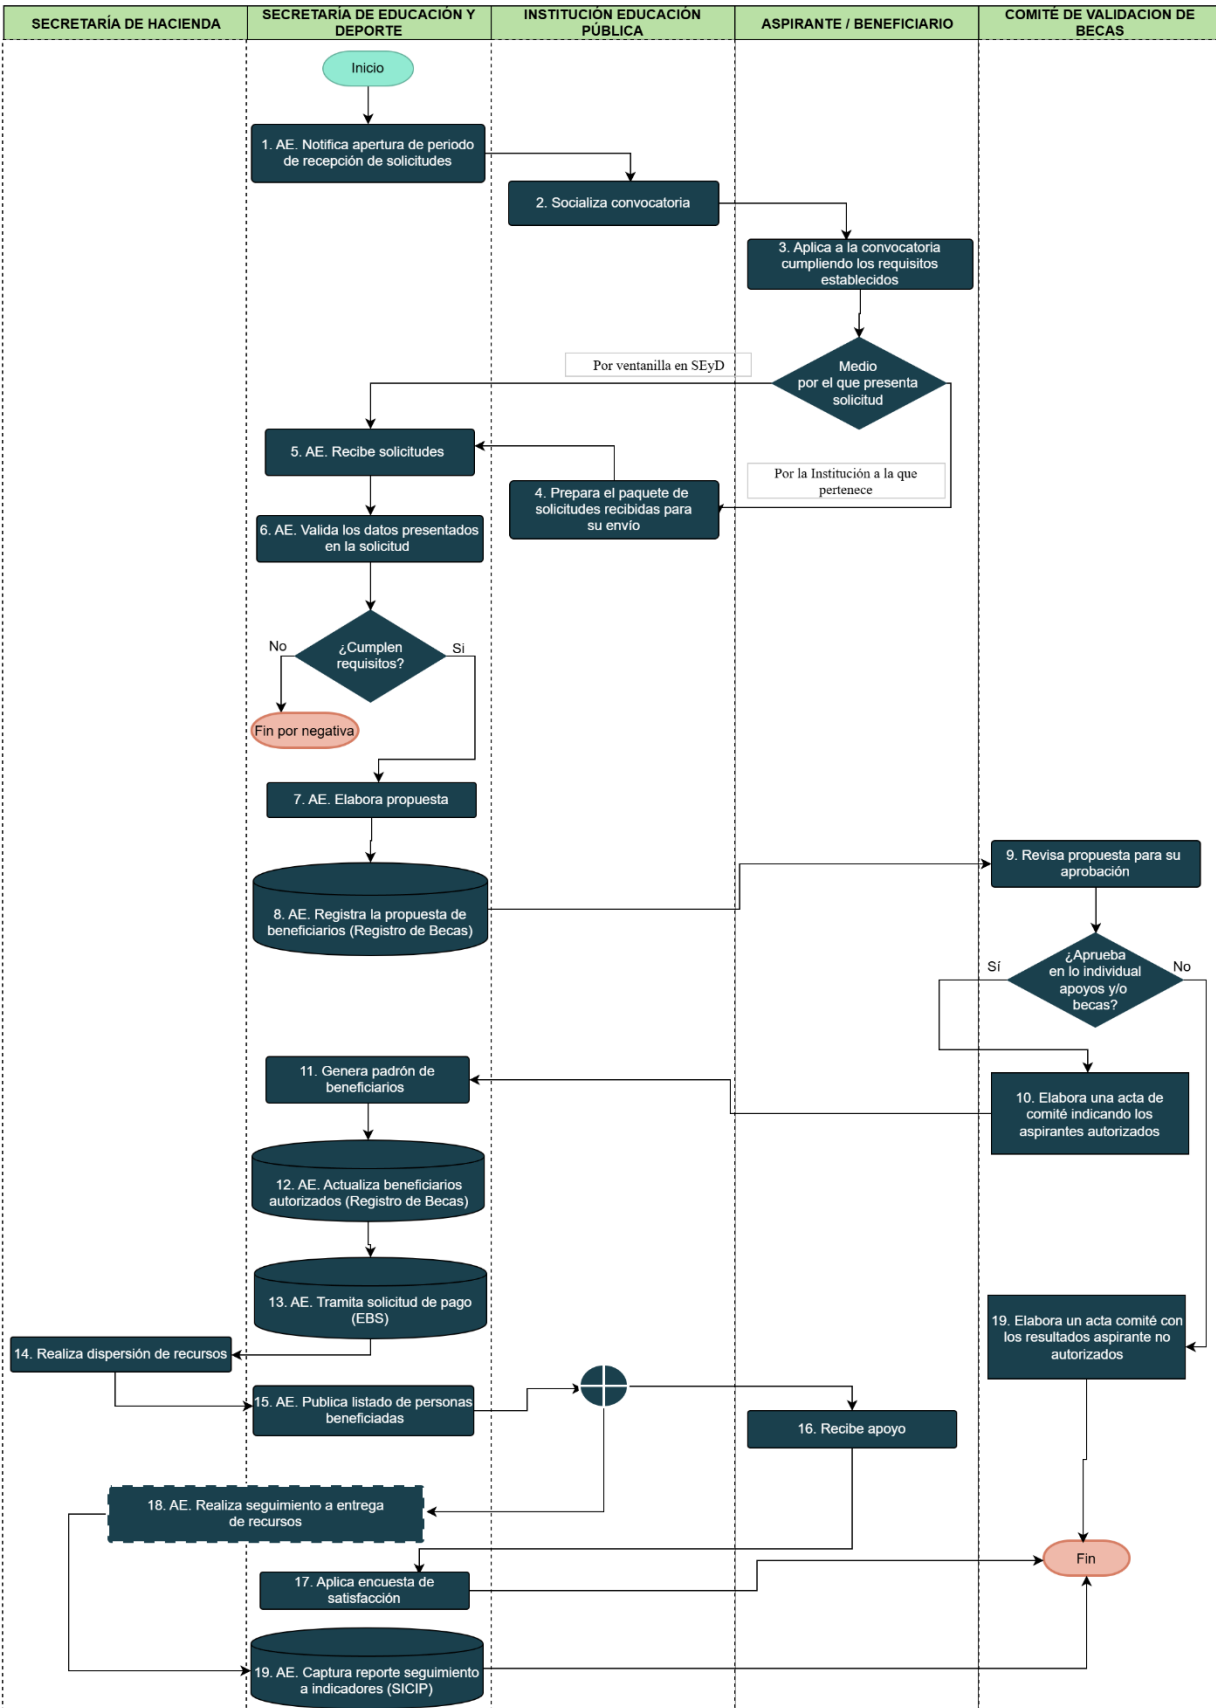 SECRETARÍA DE HACIENDA
SECRETARÍA DE EDUCACIÓN Y
DEPORTE
INSTITUCIÓN EDUCACIÓN
PÚBLICA
ASPIRANTE / BENEFICIARIO
COMITÉ DE VALIDACION DE
BECAS
Inicio
1. AE. Notifica apertura de periodo
de recepción de solicitudes
2. Socializa convocatoria
3. Aplica a la convocatoria
cumpliendo los requisitos
establecidos
Medio
por el que presenta
solicitud
Por ventanilla en SEyD
Por la Institución a la que
pertenece
4. Prepara el paquete de
solicitudes recibidas para
su envío
5. AE. Recibe solicitudes
6. AE. Valida los datos presentados
en la solicitud
¿Cumplen
requisitos?
No
Si
Fin por negativa
7. AE. Elabora propuesta
8. AE. Registra la propuesta de
beneficiarios (Registro de Becas)
9. Revisa propuesta para su
aprobación
¿Aprueba
en lo individual
apoyos y/o
becas?
Sí
No
10. Elabora una acta de
comité indicando los
aspirantes autorizados
11. Genera padrón de
beneficiarios
12. AE. Actualiza beneficiarios
autorizados (Registro de Becas)
13. AE. Tramita solicitud de pago
(EBS)
14. Realiza dispersión de recursos
15. AE. Publica listado de personas
beneficiadas
16. Recibe apoyo
19. Elabora un acta comité con
los resultados aspirante no
autorizados
18. AE. Realiza seguimiento a entrega
de recursos
17. Aplica encuesta de
satisfacción
Fin
19. AE. Captura reporte seguimiento
a indicadores (SICIP)